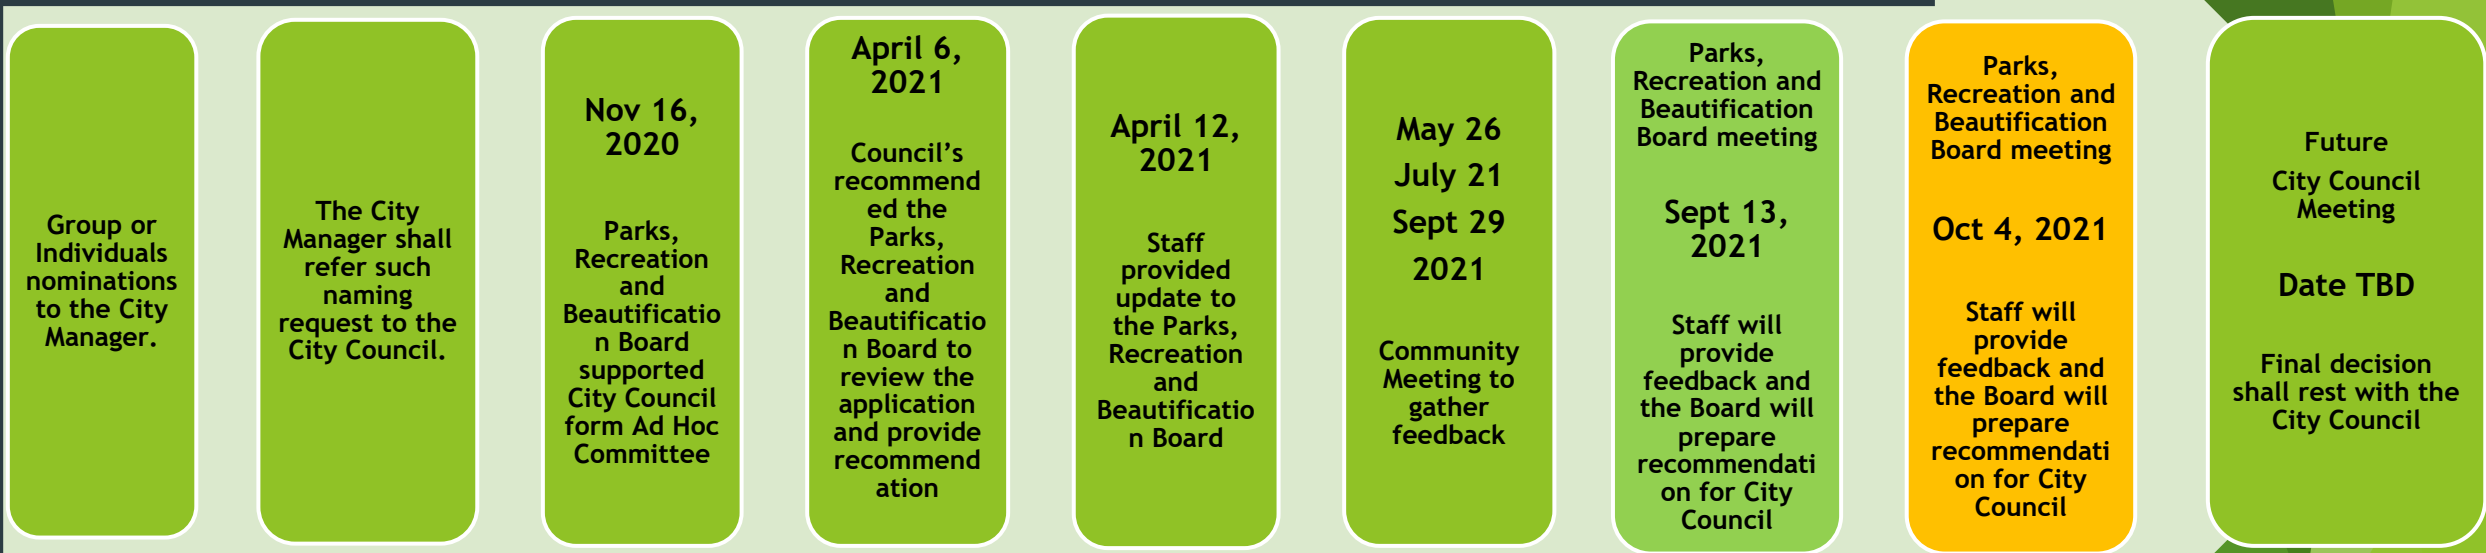 Group or
Individuals
nominations
to the City
Manager.
The City
Manager shall
refer such
naming
request to the
City Council.
Nov 16,
2020
Parks,
Recreation
and
Beautificatio
n Board
supported
City Council
form Ad Hoc
Committee
April 6,
2021
Council’s
recommend
ed the
Parks,
Recreation
and
Beautificatio
n Board to
review the
application
and provide
recommend
ation
April 12,
2021
Staff
provided
update to
the Parks,
Recreation
and
Beautificatio
n Board
May 26
July 21
Sept 29
2021
Community
Meeting to
gather
feedback
Parks,
Recreation and
Beautification
Board meeting
Sept 13,
2021
Staff will
provide
feedback and
the Board will
prepare
recommendati
on for City
Council
Parks,
Recreation and
Beautification
Board meeting
Oct 4, 2021
Staff will
provide
feedback and
the Board will
prepare
recommendati
on for City
Council
Future
City Council
Meeting
Date TBD
Final decision
shall rest with the
City Council